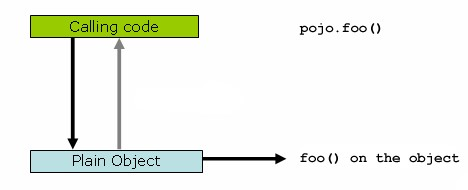 Calling code
pojo.foo()
Plain Object
foo() on the object